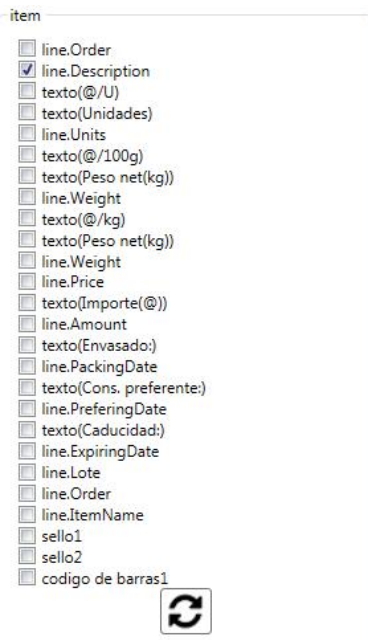 item
line.Order
line.Description
texto(@/U)
texto(Unidades)
line.Units
texto(@/100g)
texto(Peso net(kg))
line.Weight
texto(@/kg)
texto(Peso net(kg))
line.Weight
line.Price
texto(Importe(@))
line.Amount
texto(Envasado:)
line.PackingDate
texto(Cons. preferente:)
line.PreferingDate
texto(Caducidad:)
line.ExpiringDate
line.Lote
line.Order
line.ItemName
sello1
sello2
codigo de barras1